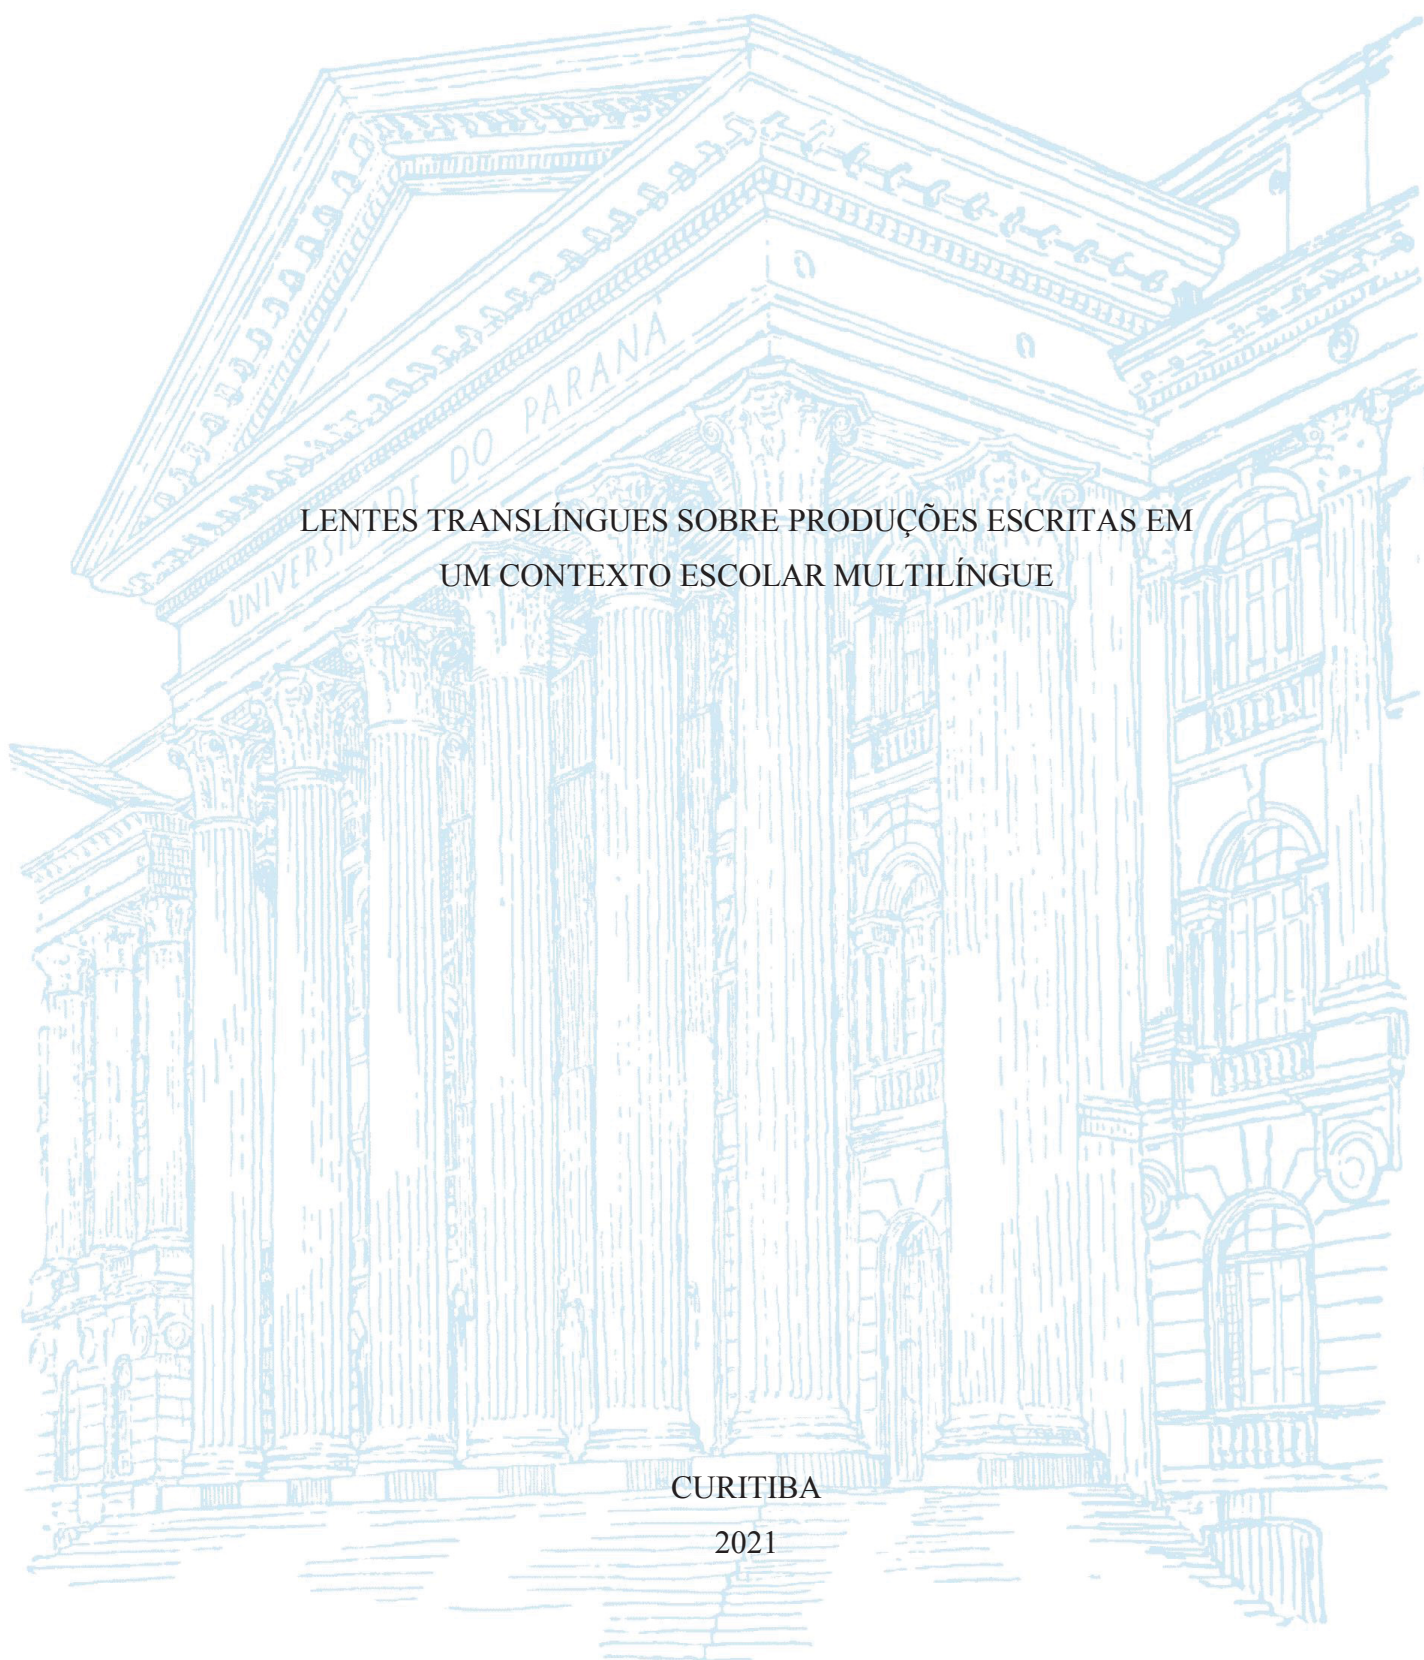 UNIVERSIDADE DO PARANÁ
LENTES TRANSLÍNGUES SOBRE PRODUÇÕES ESCRITAS EM
UM CONTEXTO ESCOLAR MULTILÍNGUE
CURITIBA
2021